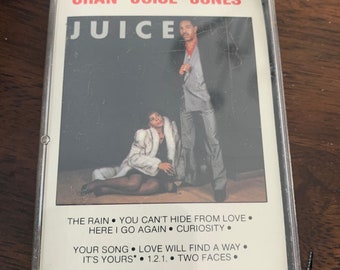 ORAN "JUICE" JONES
JUICE
THE RAIN • YOU CAN'T HIDE FROM LOVE •
HERE I GO AGAIN • CURIOSITY •
YOUR SONG • LOVE WILL FIND A WAY •
IT'S YOURS* • 1.2.1. • TWO FACES •